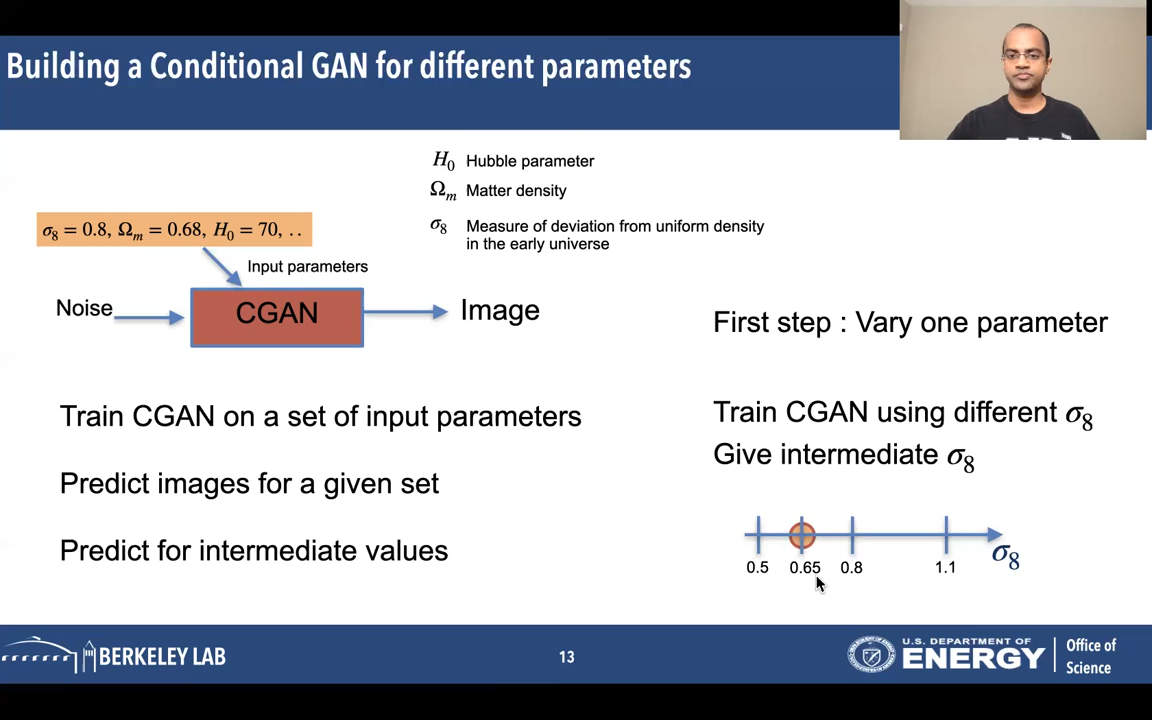 Building a Conditional GAN for different parameters
H₀ Hubble parameter
Ωₘ Matter density
σ₈ Measure of deviation from uniform density
in the early universe
σ₈ = 0.8, Ωₘ = 0.68, H₀ = 70, . .
Input parameters
Noise
CGAN
Image
First step : Vary one parameter
Train CGAN on a set of input parameters
Predict images for a given set
Predict for intermediate values
Train CGAN using different σ₈
Give intermediate σ₈
0.5 0.65 0.8 1.1 σ₈
BERKELEY LAB
13
U.S. DEPARTMENT OF
ENERGY
Office of
Science